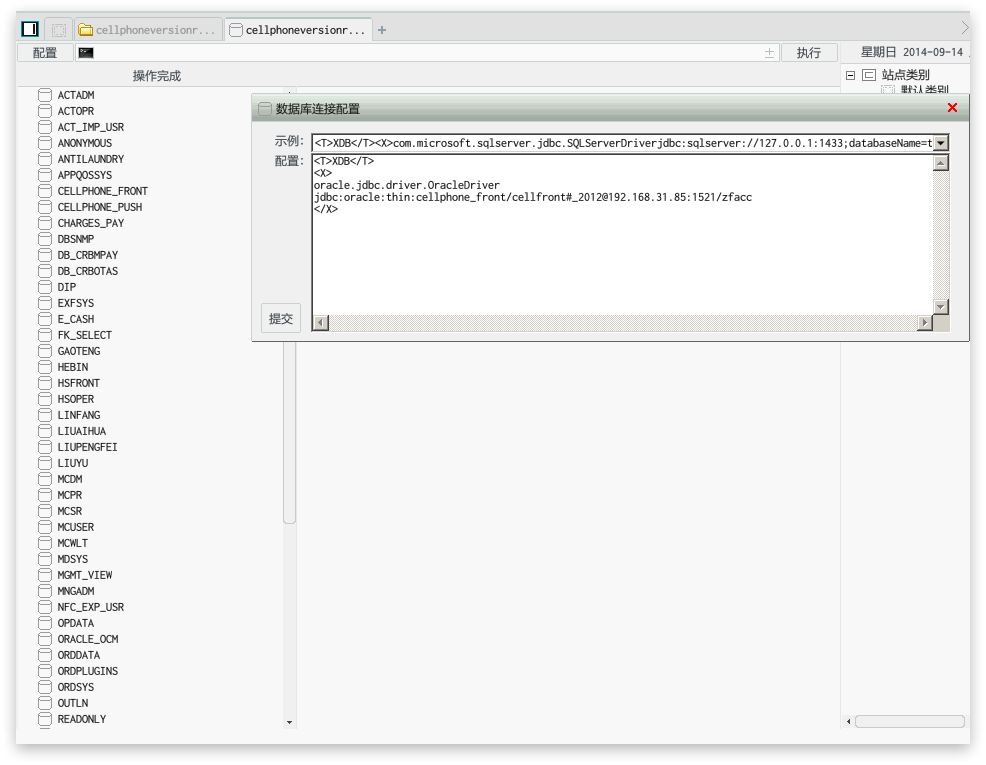 cellphoneversionr...
cellphoneversionr...
+
配置
执行
星期日 2014-09-14
操作完成
站点类别
默认类别
数据库连接配置
示例:
<T>XDB</T><X>com.microsoft.sqlserver.jdbc.SQLServerDriverjdbc:sqlserver://127.0.0.1:1433;databaseName=t
配置:
<T>XDB</T>
<X>
oracle.jdbc.driver.OracleDriver
jdbc:oracle:thin:cellphone_front/cellfront#_2012@192.168.31.85:1521/zfacc
</X>
提交
ACTADM
ACTOPR
ACT_IMP_USR
ANONYMOUS
ANTILAUNDRY
APPQOSSYS
CELLPHONE_FRONT
CELLPHONE_PUSH
CHARGES_PAY
DBSNMP
DB_CRBMPAY
DB_CRBOTAS
DIP
EXFSYS
E_CASH
FK_SELECT
GAOTENG
HEBIN
HSFRONT
HSOPER
LINFANG
LIUAIHUA
LIUPENGFEI
LIUYU
MCDM
MCPR
MCSR
MCUSER
MCWLT
MDSYS
MGMT_VIEW
MNGADM
NFC_EXP_USR
OPDATA
ORACLE_OCM
ORDDATA
ORDPLUGINS
ORDSYS
OUTLN
READONLY